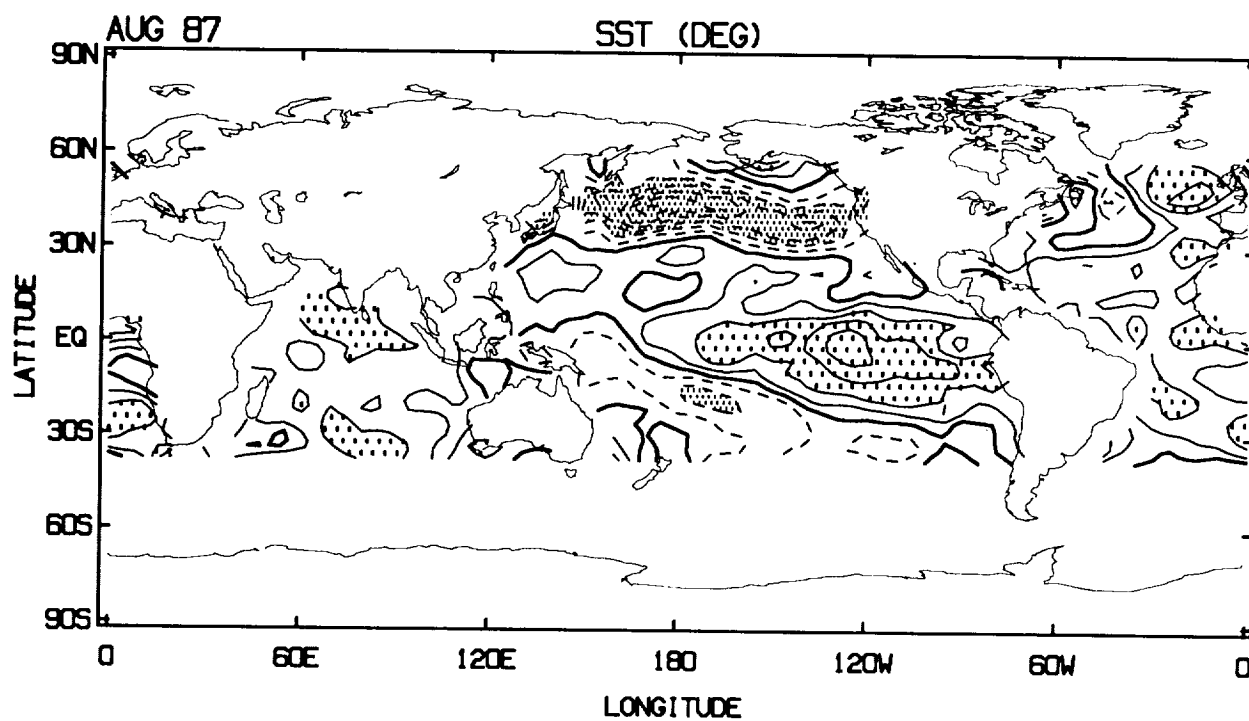 AUG 87
SST (DEG)
90N
60N
30N
EQ
30S
60S
90S
LATITUDE
0
60E
120E
180
120W
60W
0
LONGITUDE